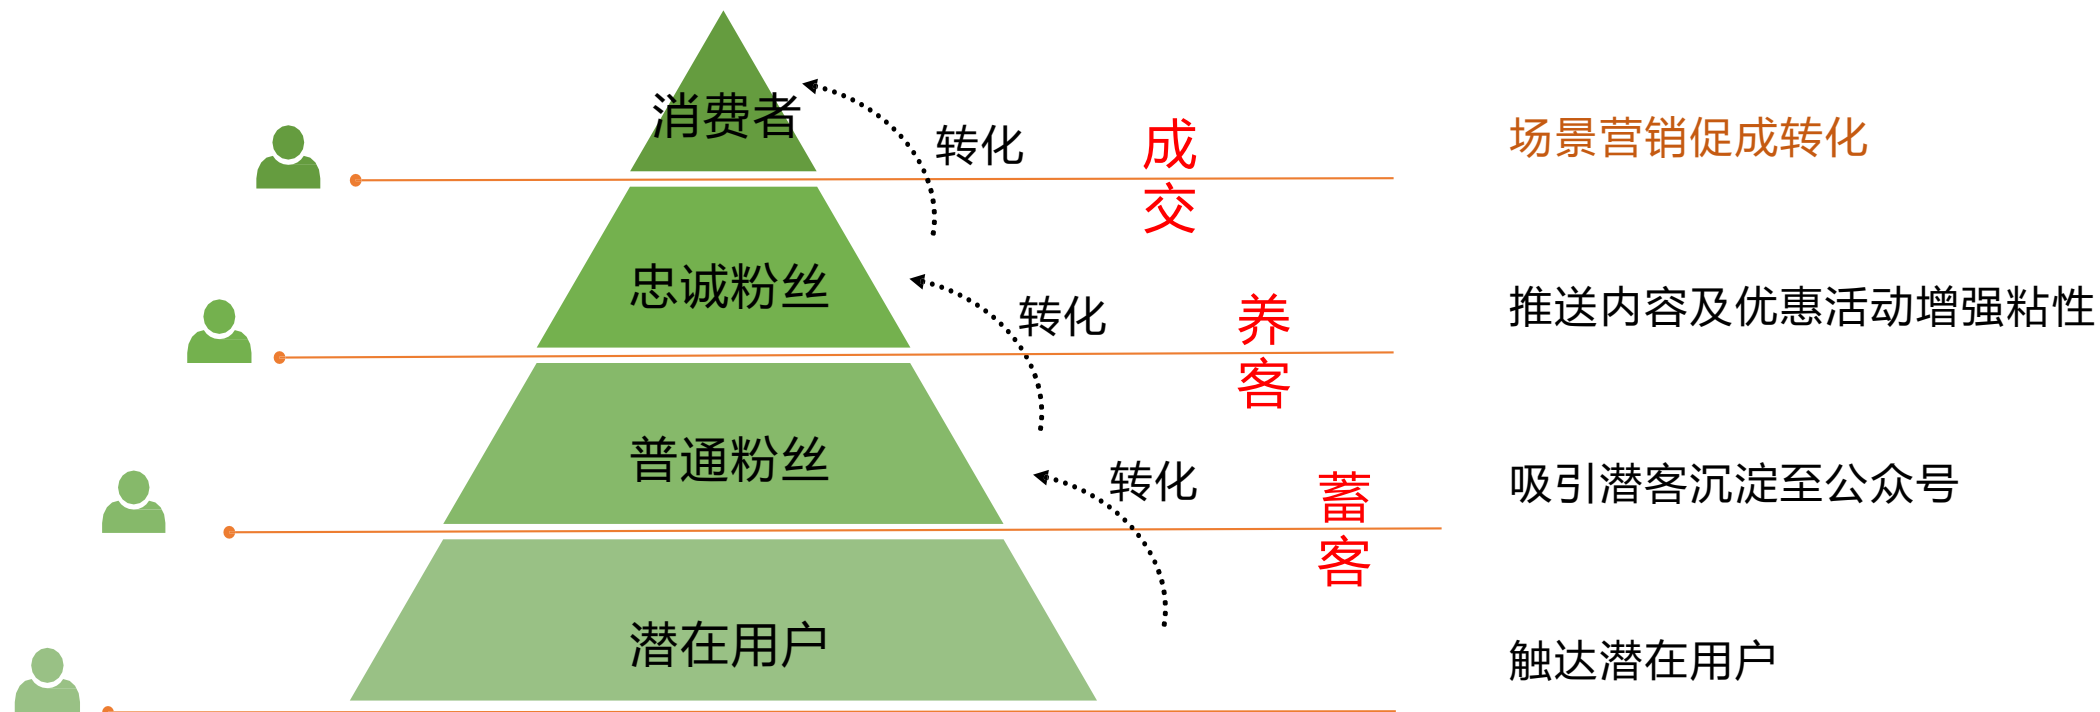 消费者
转化
成交
场景营销促成转化
忠诚粉丝
转化
养客
推送内容及优惠活动增强粘性
普通粉丝
转化
蓄客
吸引潜客沉淀至公众号
潜在用户
触达潜在用户